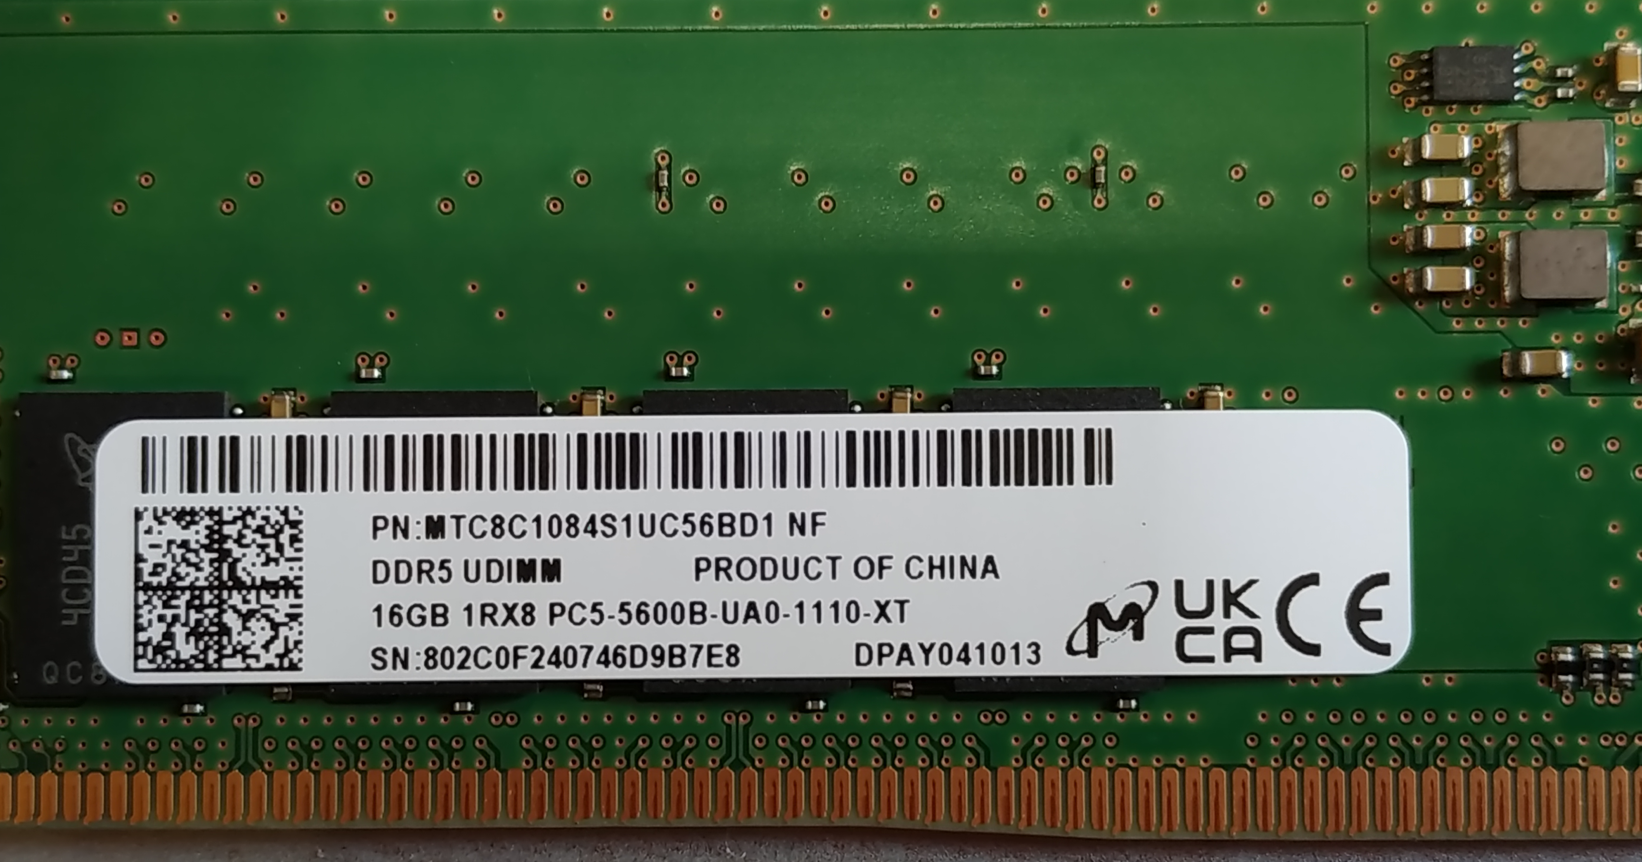 PN:MTC8C1084S1UC56BD1 NF
DDR5 UDIMM PRODUCT OF CHINA
16GB 1RX8 PC5-5600B-UA0-1110-XT
SN:802C0F240746D9B7E8 DPAY041013
UK
CA
CE
4CD45